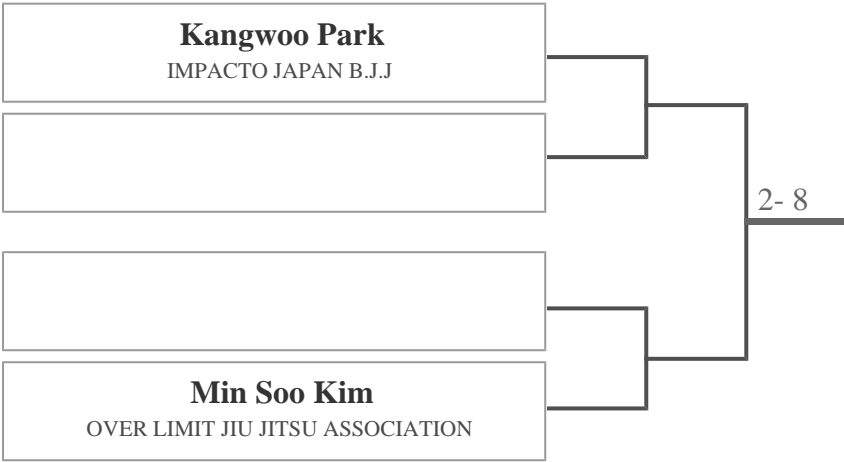 Kangwoo Park
IMPACTO JAPAN B.J.J
2- 8
Min Soo Kim
OVER LIMIT JIU JITSU ASSOCIATION